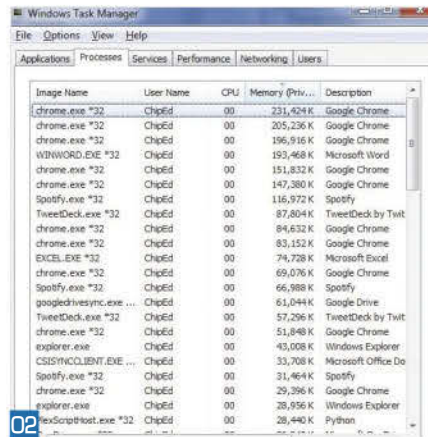 Windows Task Manager
File Options View Help
Applications Processes Services Performance Networking Users
Image Name User Name CPU Memory (Priv... Description
chrome.exe *32 ChipEd 00 231,424 K Google Chrome
chrome.exe *32 ChipEd 00 205,236 K Google Chrome
chrome.exe *32 ChipEd 00 196,916 K Google Chrome
WINWORD.EXE *32 ChipEd 00 193,468 K Microsoft Word
chrome.exe *32 ChipEd 00 151,832 K Google Chrome
chrome.exe *32 ChipEd 00 147,380 K Google Chrome
Spotify.exe *32 ChipEd 00 116,972 K Spotify
TweetDeck.exe *32 ChipEd 00 87,804 K TweetDeck by Twit
chrome.exe *32 ChipEd 00 84,632 K Google Chrome
chrome.exe *32 ChipEd 00 83,152 K Google Chrome
EXCEL.EXE *32 ChipEd 00 74,728 K Microsoft Excel
chrome.exe *32 ChipEd 00 69,076 K Google Chrome
Spotify.exe *32 ChipEd 00 66,988 K Spotify
googledrivesync.exe ... ChipEd 00 61,044 K Google Drive
TweetDeck.exe *32 ChipEd 00 57,296 K TweetDeck by Twit
chrome.exe *32 ChipEd 00 51,848 K Google Chrome
explorer.exe ChipEd 00 43,008 K Windows Explorer
CSISYNCCLIENT.EXE ... ChipEd 00 33,708 K Microsoft Office Do
Spotify.exe *32 ChipEd 00 31,464 K Spotify
chrome.exe *32 ChipEd 00 29,396 K Google Chrome
explorer.exe ChipEd 00 28,956 K Windows Explorer
02 *32 ChipEd 00 28,440 K Python